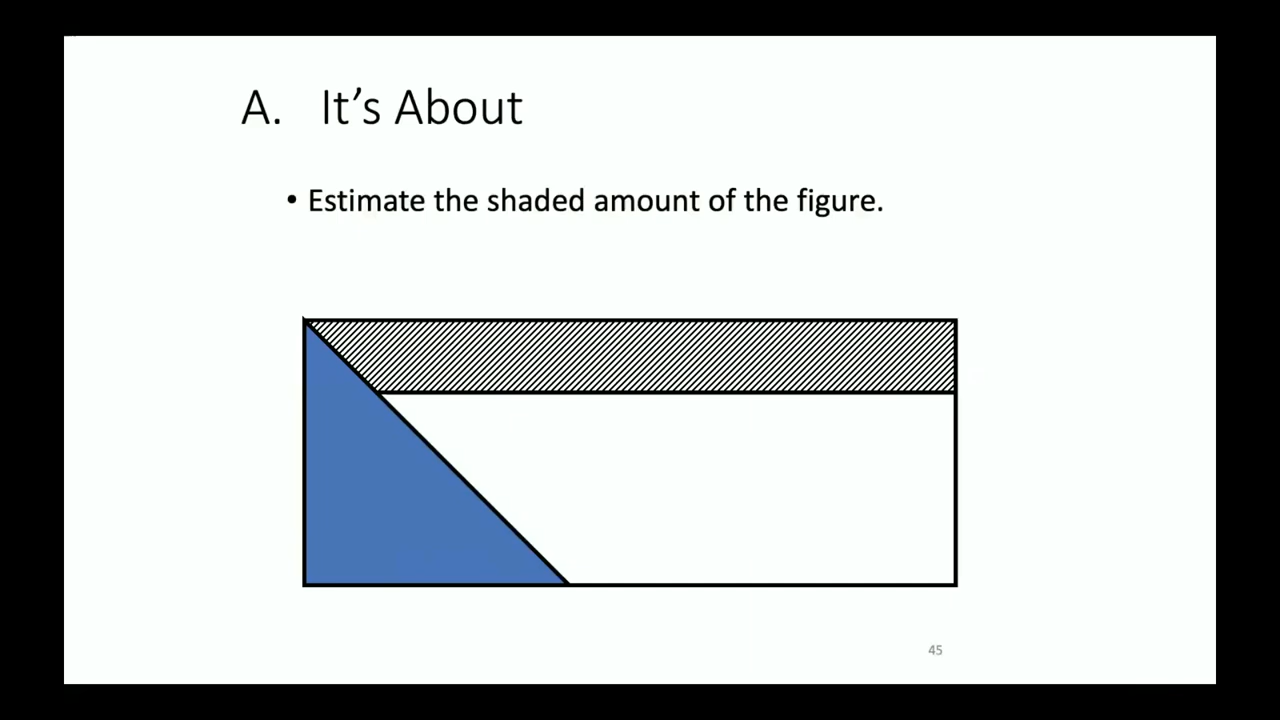 A. It’s About
• Estimate the shaded amount of the figure.
45